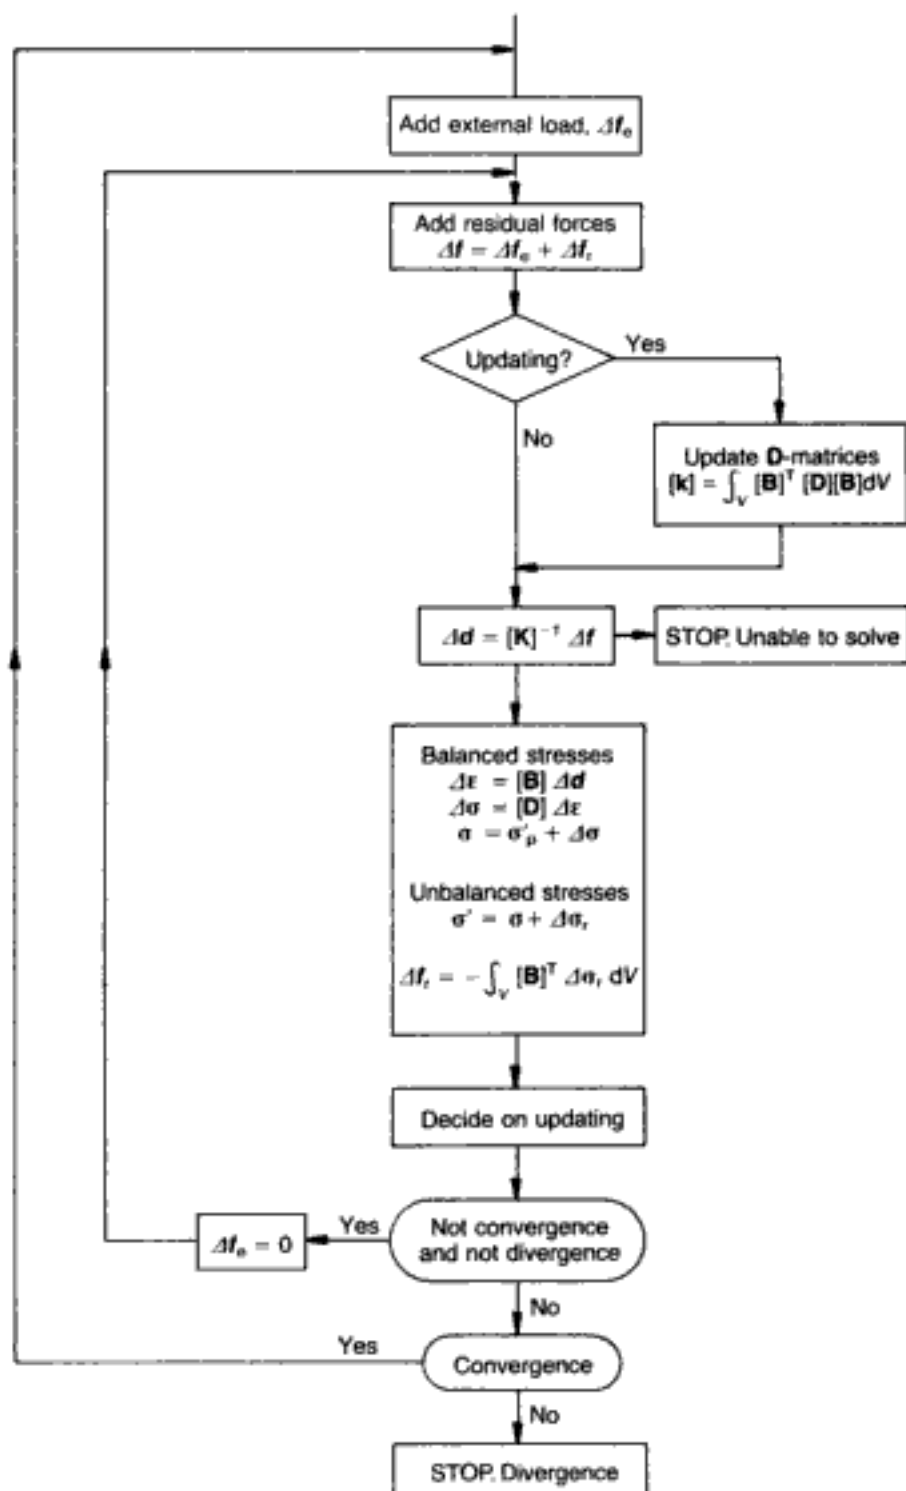 Add external load, Δfₑ
Add residual forces
Δf = Δfₑ + Δfᵣ
Updating?
Yes
No
Update D-matrices
[k] = ∫ᵥ [B]ᵀ [D][B]dV
Δd = [K]⁻¹ Δf
STOP. Unable to solve
Balanced stresses
Δε = [B] Δd
Δσ = [D] Δε
σ = σ'ₚ + Δσ
Unbalanced stresses
σ' = σ + Δσᵣ
Δfᵣ = - ∫ᵥ [B]ᵀ Δσᵣ dV
Decide on updating
Not convergence
and not divergence
Yes
Δfₑ = 0
No
Yes
Convergence
No
STOP. Divergence